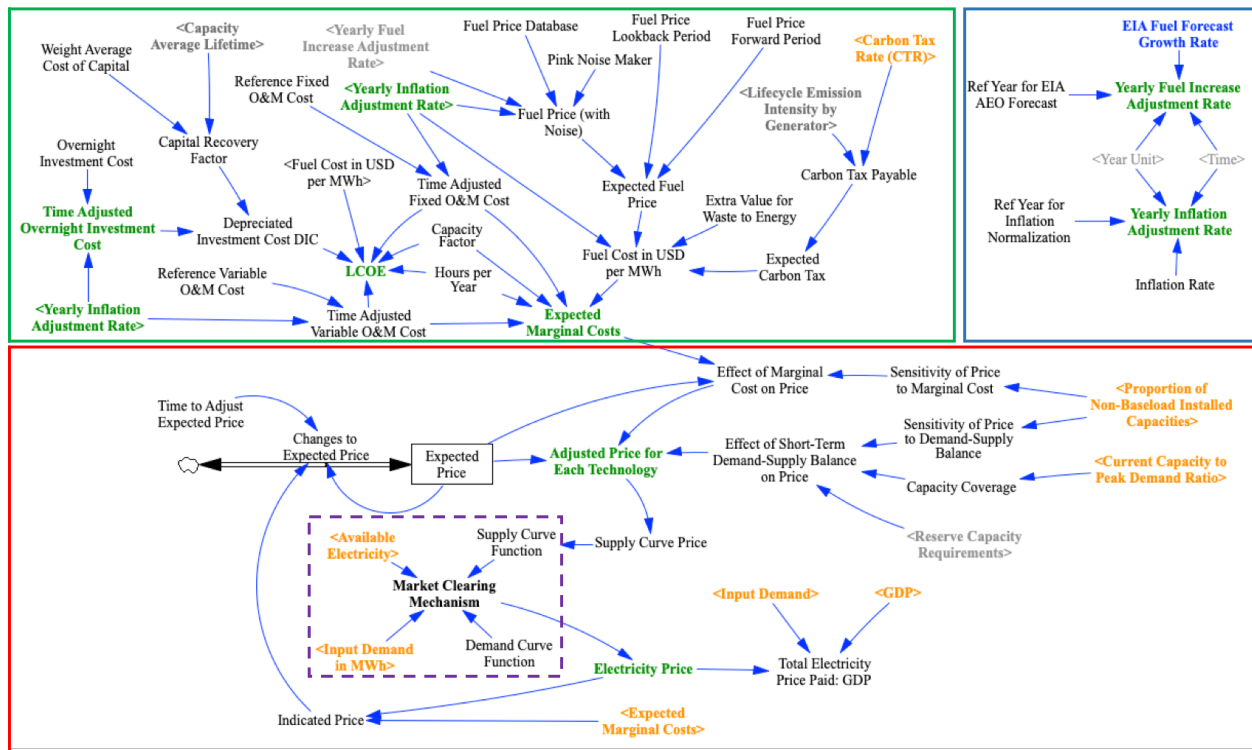 Weight Average
Cost of Capital
<Capacity
Average Lifetime>
<Yearly Fuel
Increase Adjustment
Rate>
Reference Fixed
O&M Cost
<Yearly Inflation
Adjustment Rate>
Fuel Price Database
Pink Noise Maker
Fuel Price
Lookback Period
Fuel Price
Forward Period
<Carbon Tax
Rate (CTR)>
Fuel Price (with
Noise)
<Lifecycle Emission
Intensity by
Generator>
Overnight
Investment Cost
Capital Recovery
Factor
<Fuel Cost in USD
per MWh>
Time Adjusted
Fixed O&M Cost
Expected Fuel
Price
Carbon Tax Payable
Time Adjusted
Overnight Investment
Cost
Depreciated
Investment Cost DIC
Extra Value for
Waste to Energy
Capacity
Factor
Fuel Cost in USD
per MWh
Expected
Carbon Tax
Reference Variable
O&M Cost
LCOE
Hours per
Year
<Yearly Inflation
Adjustment Rate>
Time Adjusted
Variable O&M Cost
Expected
Marginal Costs
EIA Fuel Forecast
Growth Rate
Ref Year for EIA
AEO Forecast
Yearly Fuel Increase
Adjustment Rate
<Year Unit>
<Time>
Ref Year for
Inflation
Normalization
Yearly Inflation
Adjustment Rate
Inflation Rate
Time to Adjust
Expected Price
Changes to
Expected Price
Expected
Price
Effect of Marginal
Cost on Price
Sensitivity of Price
to Marginal Cost
<Proportion of
Non-Baseload Installed
Capacities>
Adjusted Price for
Each Technology
Effect of Short-Term
Demand-Supply Balance
on Price
Sensitivity of Price
to Demand-Supply
Balance
Capacity Coverage
<Current Capacity to
Peak Demand Ratio>
<Reserve Capacity
Requirements>
<Available
Electricity>
Supply Curve
Function
Supply Curve Price
Market Clearing
Mechanism
<Input Demand
in MWh>
Demand Curve
Function
<Input Demand>
<GDP>
Electricity Price
Total Electricity
Price Paid: GDP
Indicated Price
<Expected
Marginal Costs>